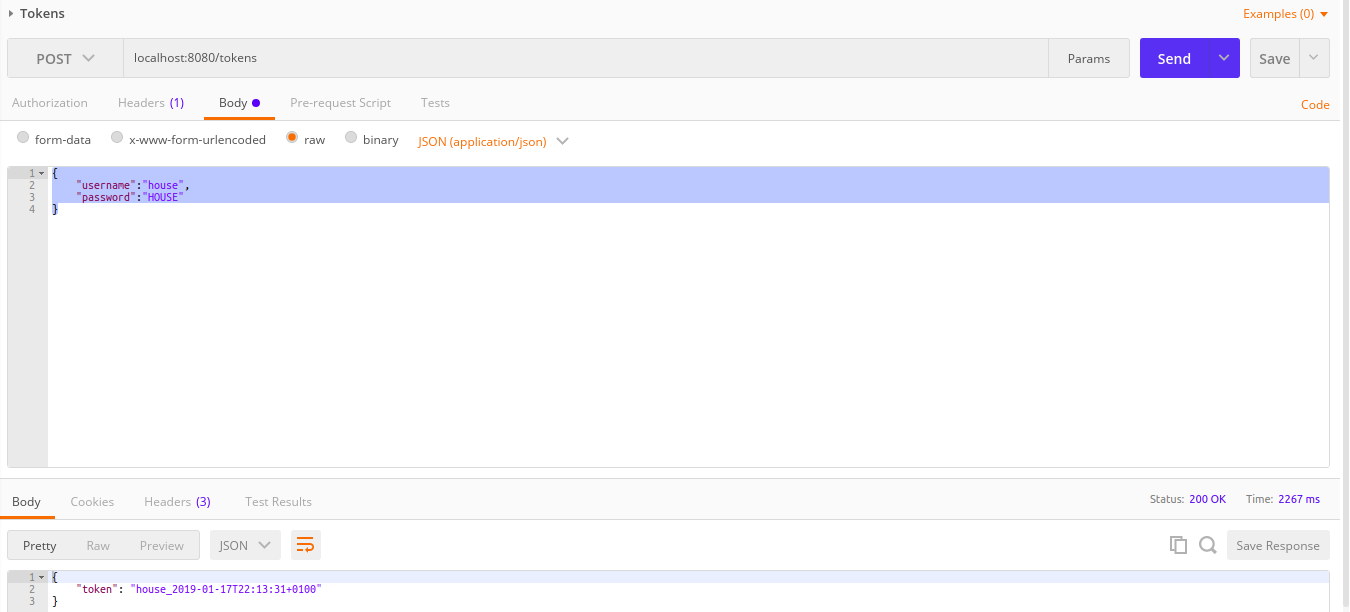 Tokens Examples (0)
POST localhost:8080/tokens Params Send Save
Authorization Headers (1) Body Pre-request Script Tests Code
form-data x-www-form-urlencoded raw binary JSON (application/json)
1 {
2 "username":"house",
3 "password":"HOUSE"
4 }
Body Cookies Headers (3) Test Results Status: 200 OK Time: 2267 ms
Pretty Raw Preview JSON Save Response
1 {
2 "token": "house_2019-01-17T22:13:31+0100"
3 }